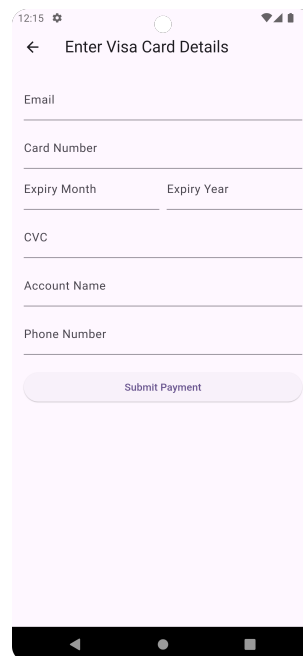 12:15
Enter Visa Card Details
Email
Card Number
Expiry Month Expiry Year
CVC
Account Name
Phone Number
Submit Payment